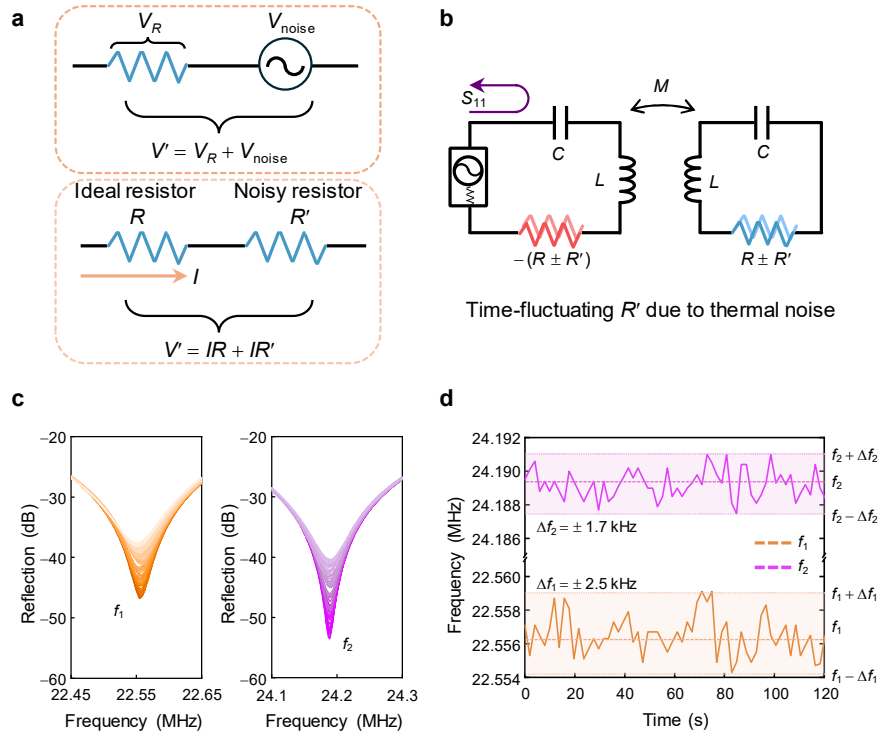 a
V_R
V_noise
V′ = V_R + V_noise
Ideal resistor
Noisy resistor
R
R′
I
V′ = IR + IR′
b
S_11
M
C
C
L
L
−(R ± R′)
R ± R′
Time-fluctuating R′ due to thermal noise
c
−20
−30
−40
−50
−60
Reflection (dB)
f_1
22.45
22.55
22.65
Frequency (MHz)
−20
−30
−40
−50
−60
Reflection (dB)
f_2
24.1
24.2
24.3
Frequency (MHz)
d
24.192
24.190
24.188
24.186
22.560
22.558
22.556
22.554
Frequency (MHz)
f_2 + Δf_2
f_2
f_2 − Δf_2
Δf_2 = ± 1.7 kHz
f_1
f_2
Δf_1 = ± 2.5 kHz
f_1 + Δf_1
f_1
f_1 − Δf_1
0
20
40
60
80
100
120
Time (s)